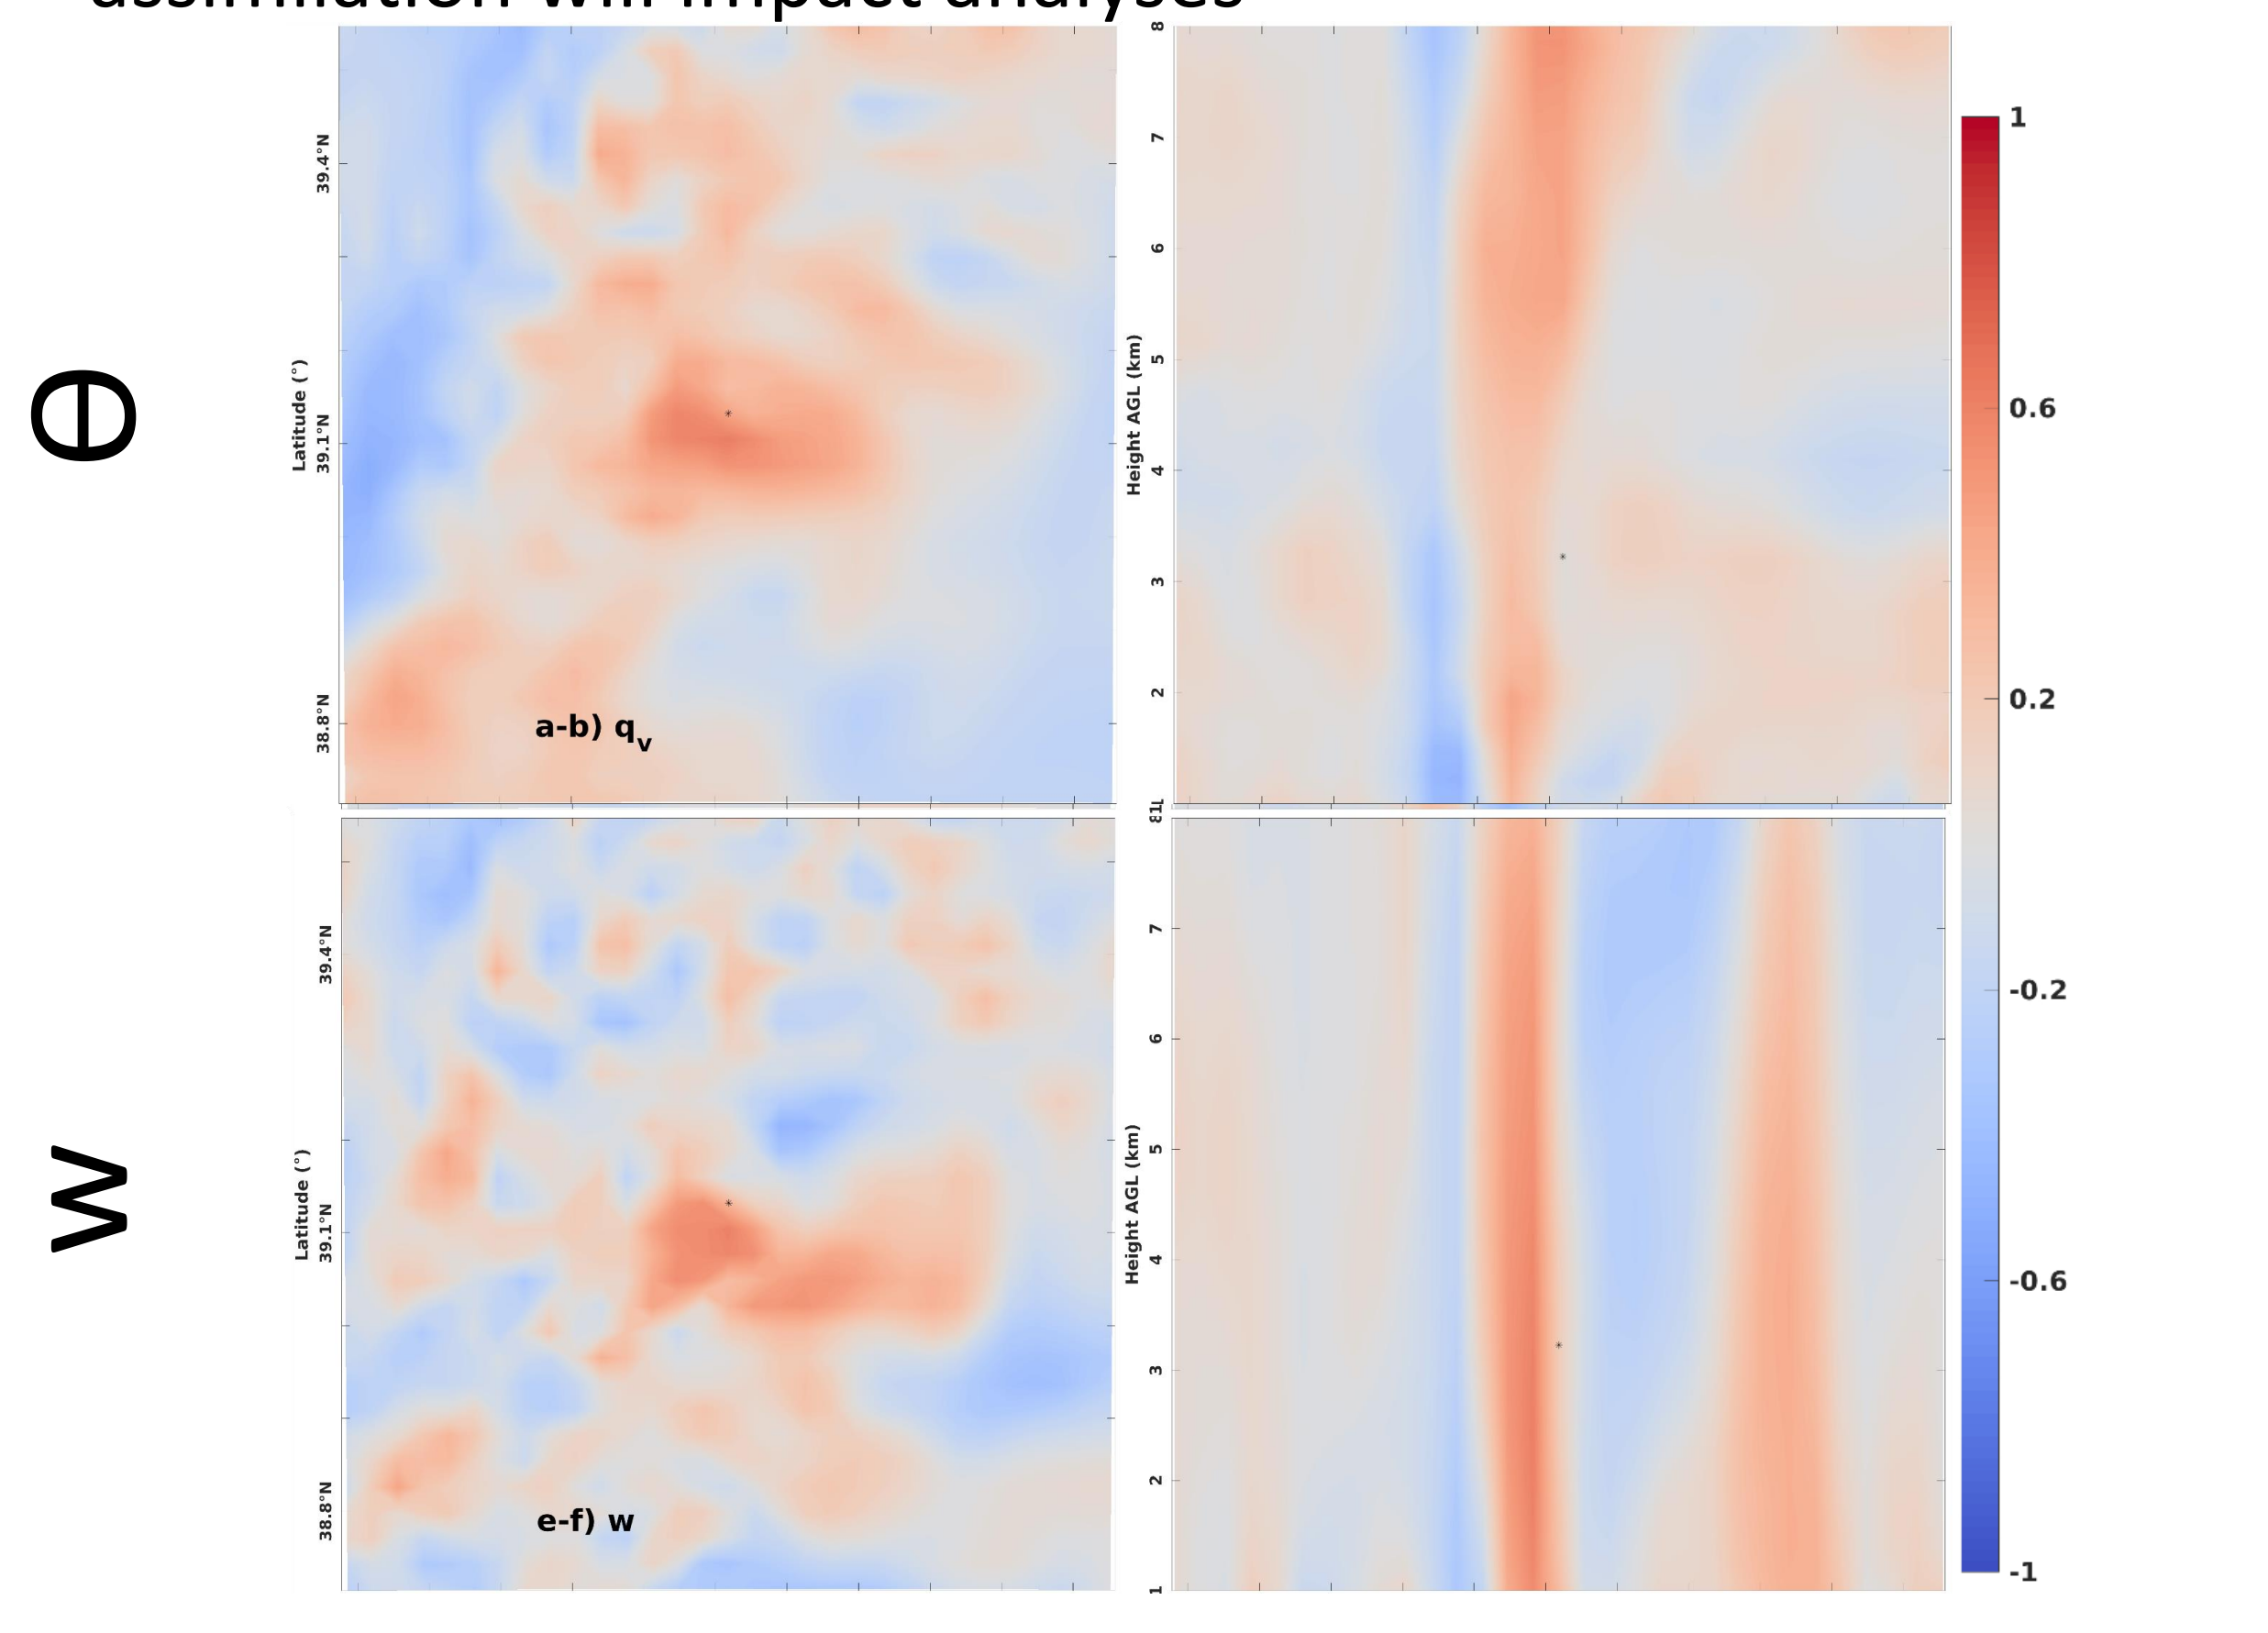 assimilation will impact analyses
Θ
Latitude (°)
39.4°N
39.1°N
38.8°N
a-b) qv
Height AGL (km)
8
7
6
5
4
3
2
1
1
0.6
0.2
-0.2
-0.6
-1
w
Latitude (°)
39.4°N
39.1°N
38.8°N
e-f) w
Height AGL (km)
8
7
6
5
4
3
2
1